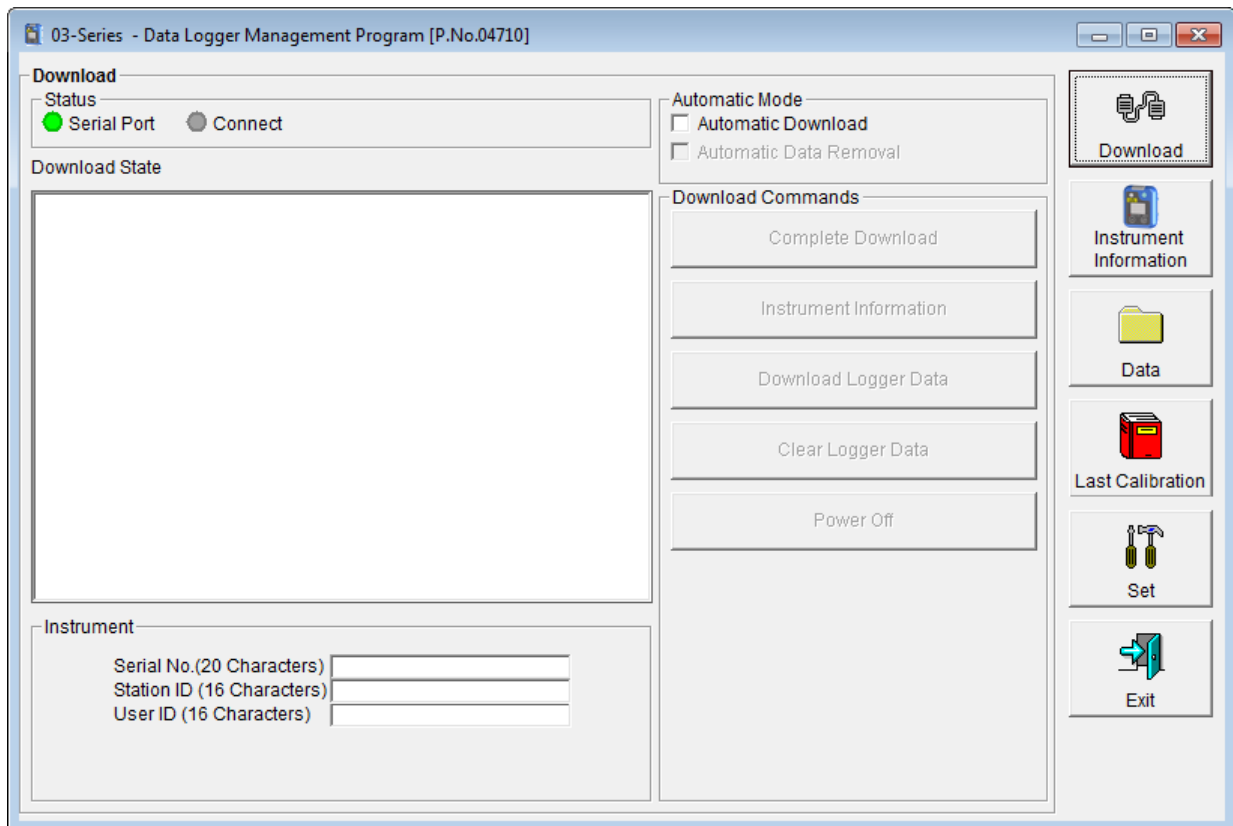 03-Series - Data Logger Management Program [P.No.04710]
Download
Status
Serial Port
Connect
Download State
Automatic Mode
Automatic Download
Automatic Data Removal
Download Commands
Complete Download
Instrument Information
Download Logger Data
Clear Logger Data
Power Off
Instrument
Serial No.(20 Characters)
Station ID (16 Characters)
User ID (16 Characters)
Download
Instrument
Information
Data
Last Calibration
Set
Exit